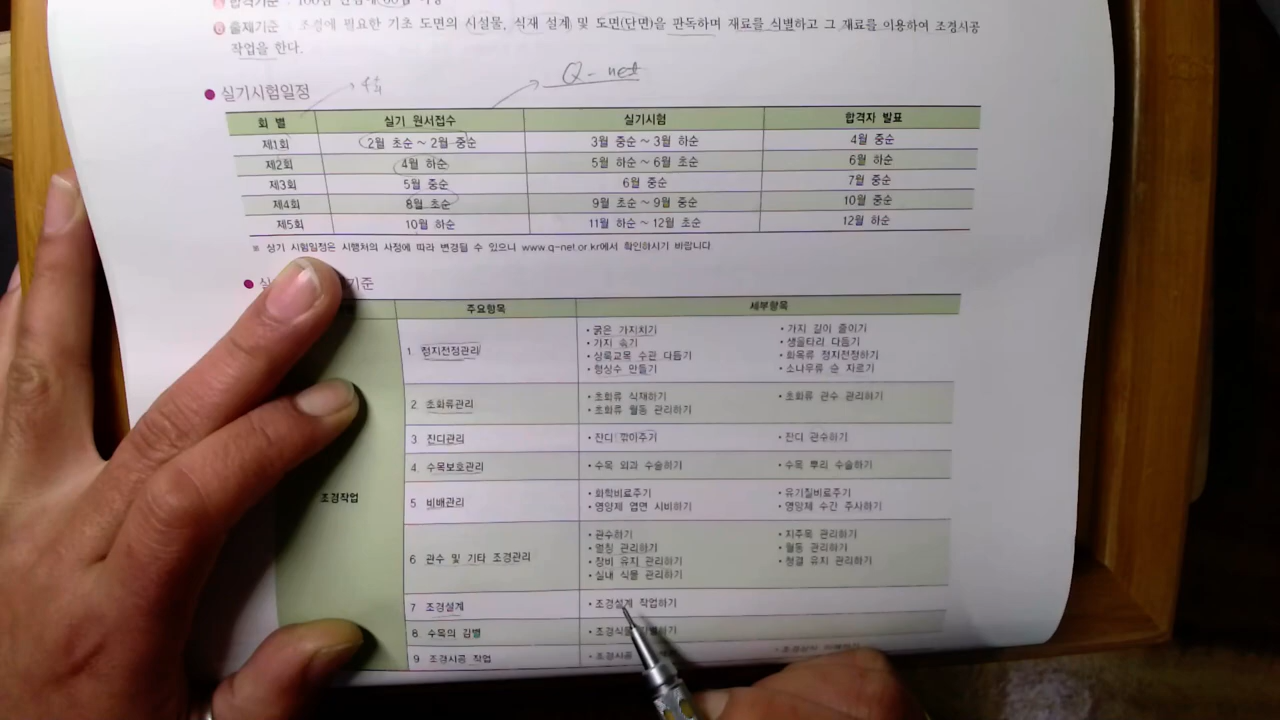 합격기준 : 100점
출제기준 : 조경에 필요한 기초 도면의 시설물, 식재 설계 및 도면(단면)을 판독하며 재료를 식별하고 그 재료를 이용하여 조경시공
작업을 한다.
Q-net
● 실기시험일정
회 별 실기 원서접수 실기시험 합격자 발표
제1회 2월 초순 ~ 2월 중순 3월 중순 ~ 3월 하순 4월 중순
제2회 4월 하순 5월 하순 ~ 6월 초순 6월 하순
제3회 5월 중순 6월 중순 7월 중순
제4회 8월 초순 9월 초순 ~ 9월 중순 10월 중순
제5회 10월 하순 11월 하순 ~ 12월 초순 12월 하순
※ 상기 시험일정은 시행처의 사정에 따라 변경될 수 있으니 www.q-net.or.kr에서 확인하시기 바랍니다
● 실 기준
주요항목 세부항목
조경작업
1 정지전정관리
• 굵은 가지치기 • 가지 길이 줄이기
• 가지 솎기 • 생울타리 다듬기
• 상록교목 수관 다듬기 • 화목류 정지전정하기
• 형상수 만들기 • 소나무류 순 자르기
2 초화류관리
• 초화류 식재하기 • 초화류 관수 관리하기
• 초화류 월동 관리하기
3 잔디관리 • 잔디 깎아주기 • 잔디 관수하기
4 수목보호관리 • 수목 외과 수술하기 • 수목 뿌리 수술하기
5 비배관리
• 화학비료주기 • 유기질비료주기
• 영양제 엽면 시비하기 • 영양제 수간 주사하기
6 관수 및 기타 조경관리
• 관수하기 • 지주목 관리하기
• 멀칭 관리하기 • 월동 관리하기
• 장비 유지 관리하기 • 청결 유지 관리하기
• 실내 식물 관리하기
7 조경설계 • 조경설계 작업하기
8 수목의 감별 • 조경식물
9 조경시공 작업 • 조경시공